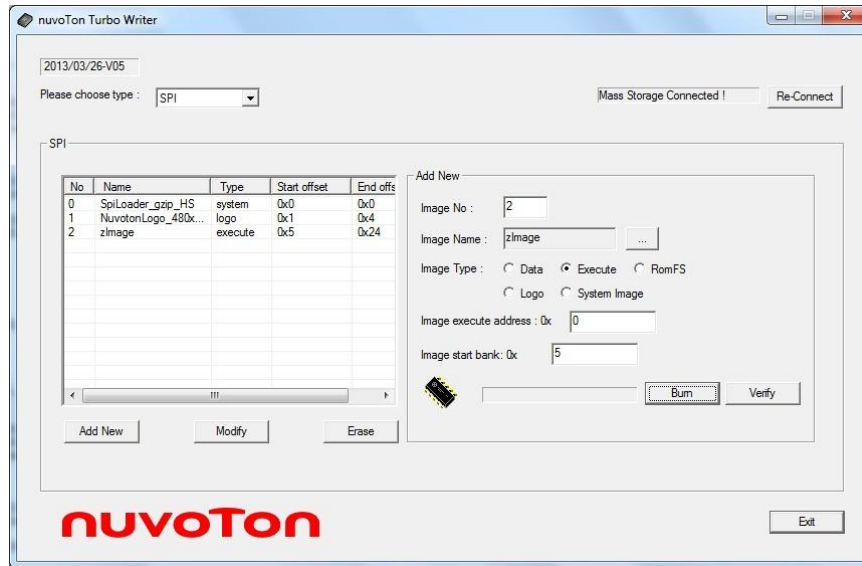 nuvoTon Turbo Writer
2013/03/26-V05
Please choose type : SPI
Mass Storage Connected ! Re-Connect
SPI
No Name Type Start offset End offs
0 SpiLoader_gzip_HS system 0x0 0x0
1 NuvotonLogo_480x... logo 0x1 0x4
2 zImage execute 0x5 0x24
Add New Modify Erase
Add New
Image No : 2
Image Name : zImage ...
Image Type : Data Execute RomFS
Logo System Image
Image execute address : 0x 0
Image start bank: 0x 5
Burn Verify
nuvoTon
Exit